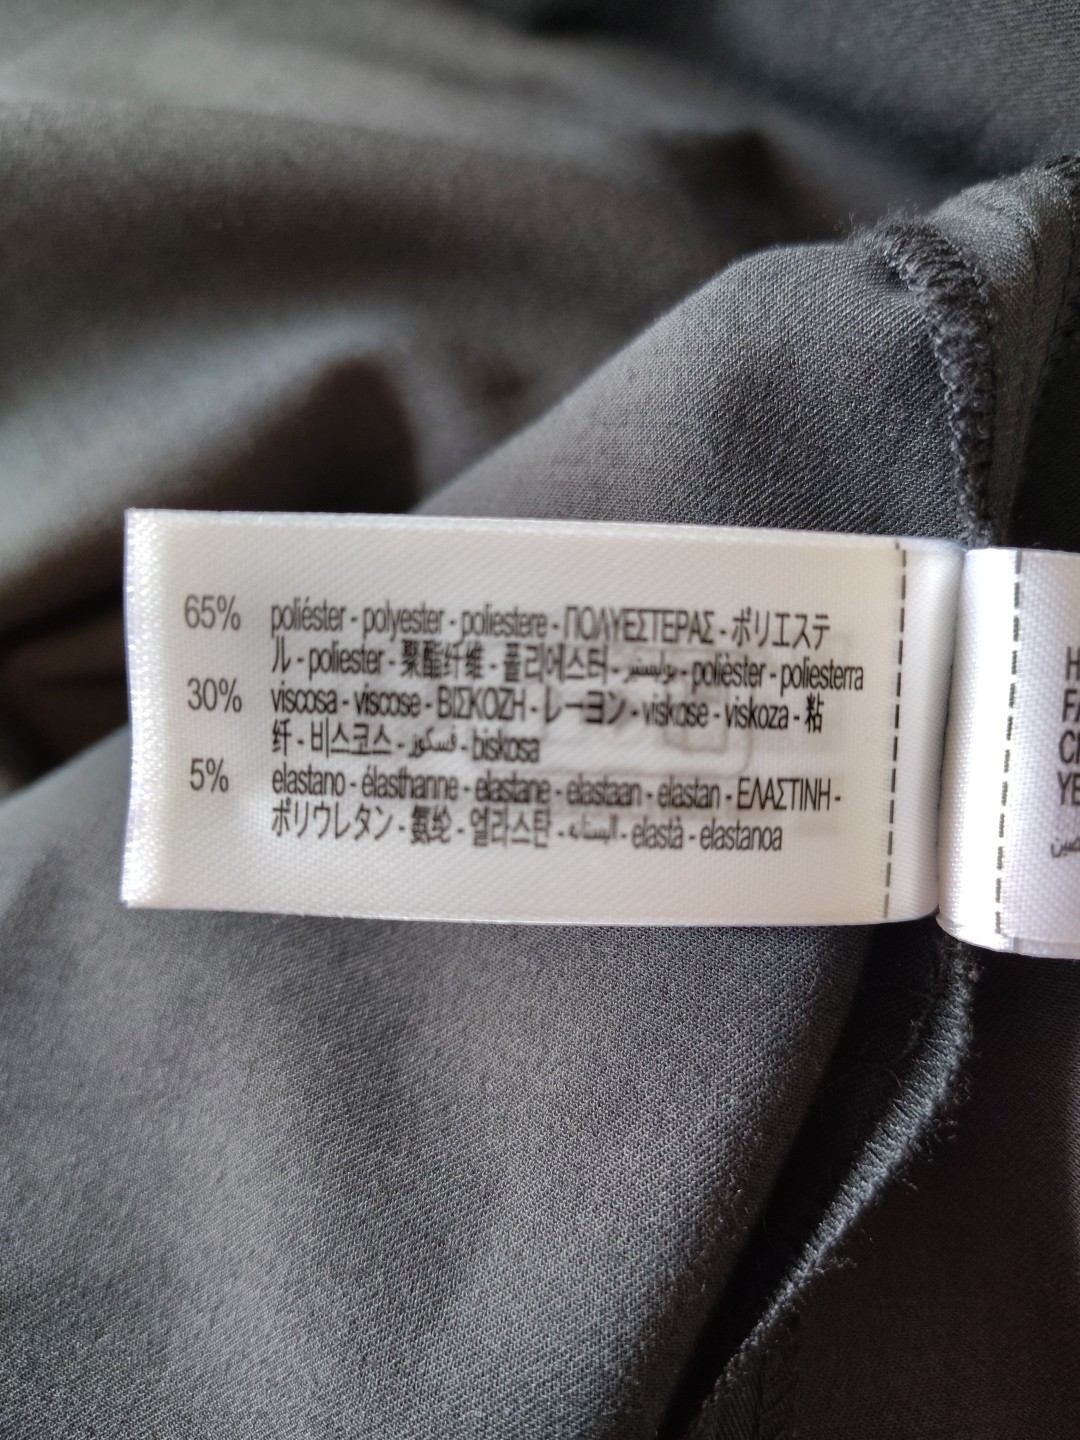 65% poliéster - polyester - poliestere - ΠΟΛΥΕΣΤΕΡΑΣ - ポリエステ
ル - poliester - 聚酯纤维 - 폴리에스터 - بوليستر - polièster - poliesterra
30% viscosa - viscose - ΒΙΣΚΟΖΗ - レーヨン - viskose - viskoza - 粘
纤 - 비스코스 - فسكوز - biskosa
5% elastano - élasthanne - elastane - elastaan - elastan - ΕΛΑΣΤΙΝΗ -
ポリウレタン - 氨纶 - 엘라스탄 - اليستان - elastà - elastanoa